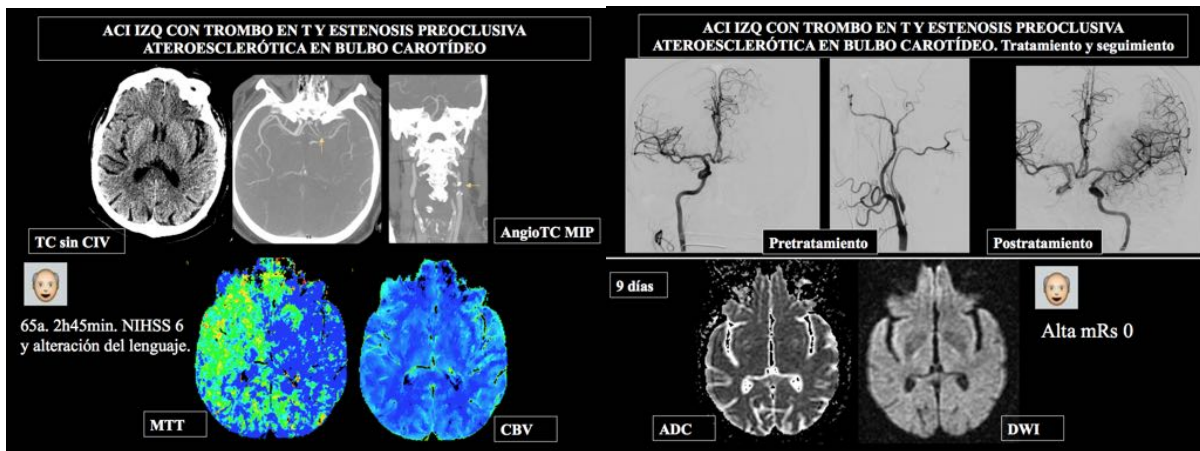 ACI IZQ CON TROMBO EN T Y ESTENOSIS PREOCLUSIVA
ATEROESCLERÓTICA EN BULBO CAROTÍDEO
TC sin CIV
AngioTC MIP
65a. 2h45min. NIHSS 6
y alteración del lenguaje.
MTT
CBV
ACI IZQ CON TROMBO EN T Y ESTENOSIS PREOCLUSIVA
ATEROESCLERÓTICA EN BULBO CAROTÍDEO. Tratamiento y seguimiento
Pretratamiento
Postratamiento
9 días
Alta mRs 0
ADC
DWI